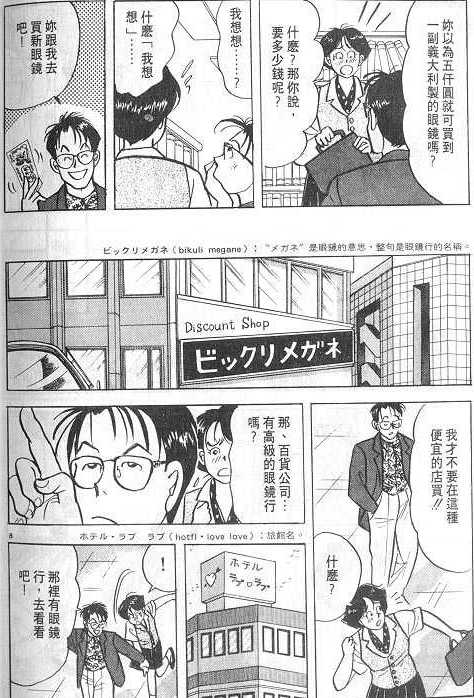 妳以為五仟圓就可買到
一副義大利製的眼鏡嗎？
什麼？那你說，
要多少錢呢？
我想想……？
什麼「我想
想」……
妳跟我去
買新眼鏡
吧！
ビックリメガネ（bikuli megane）：“メガネ”是眼鏡的意思，整句是眼鏡行的名稱。
Discount Shop
ビックリメガネ
我才不要在這種
便宜的店買!!
什麼？
那、百貨公司…
有高級的眼鏡行
嗎？
8
ホテル・ラブ　ラブ（hotfl・love love）：旅館名。
ホテル
ラブラブ
！
那裡有眼鏡
行，去看看
吧！